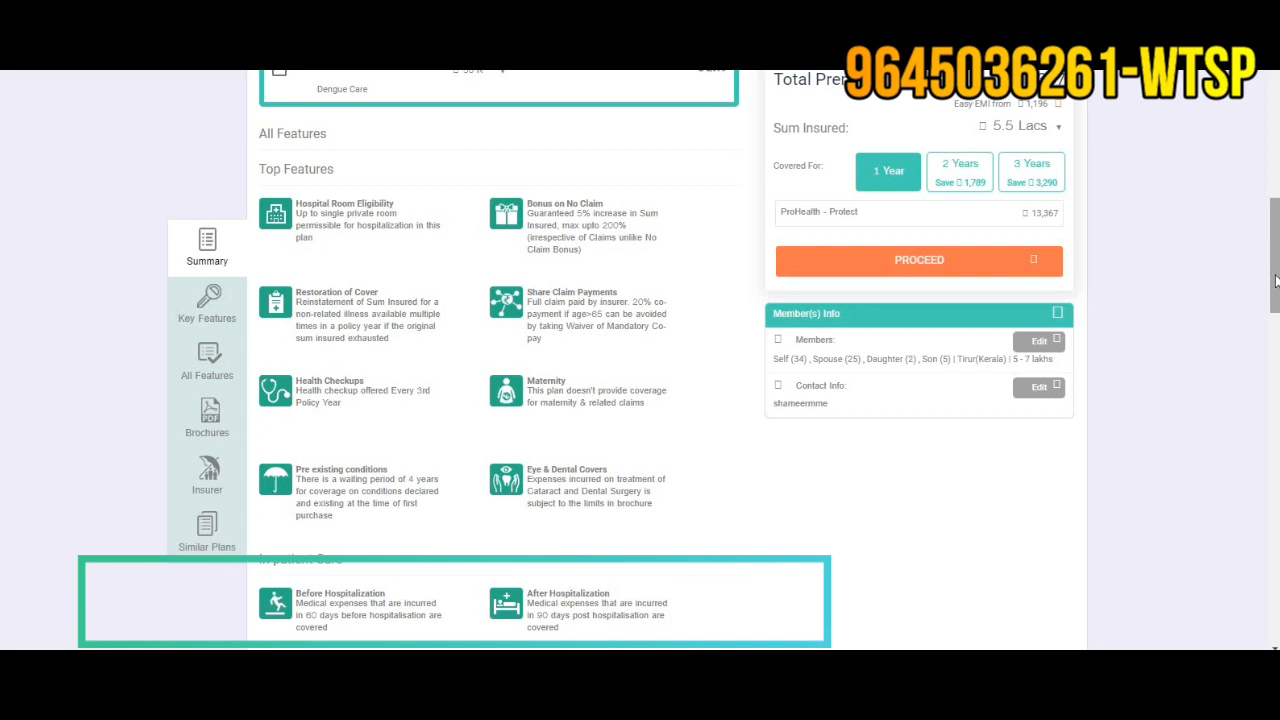 9645036261-WTSP
Dengue Care
All Features
Top Features
Hospital Room Eligibility
Up to single private room
permissible for hospitalization in this
plan
Bonus on No Claim
Guaranteed 5% increase in Sum
Insured, max upto 200%
(irrespective of Claims unlike No
Claim Bonus)
Restoration of Cover
Reinstatement of Sum Insured for a
non-related illness available multiple
times in a policy year if the original
sum insured exhausted
Share Claim Payments
Full claim paid by insurer. 20% co-
payment if age>65 can be avoided
by taking Waiver of Mandatory Co-
pay
Health Checkups
Health checkup offered Every 3rd
Policy Year
Maternity
This plan doesn't provide coverage
for maternity & related claims
Pre existing conditions
There is a waiting period of 4 years
for coverage on conditions declared
and existing at the time of first
purchase
Eye & Dental Covers
Expenses incurred on treatment of
Cataract and Dental Surgery is
subject to the limits in brochure
Before Hospitalization
Medical expenses that are incurred
in 60 days before hospitalisation are
covered
After Hospitalization
Medical expenses that are incurred
in 90 days post hospitalisation are
covered
Summary
Key Features
All Features
PDF
Brochures
Insurer
Similar Plans
Total Pre
Easy EMI from 1,196
Sum Insured: 5.5 Lacs
Covered For:
1 Year
2 Years
Save 1,789
3 Years
Save 3,290
ProHealth - Protect 13,367
PROCEED
Member(s) Info
Members: Edit
Self (34) , Spouse (25) , Daughter (2) , Son (5) | Tirur(Kerala) | 5 - 7 lakhs
Contact Info: Edit
shameermme